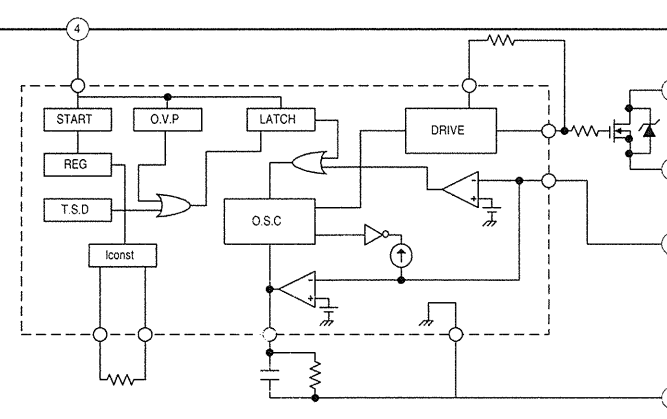 4
START
O.V.P
LATCH
DRIVE
REG
T.S.D
O.S.C
Iconst
- 
+
-
+